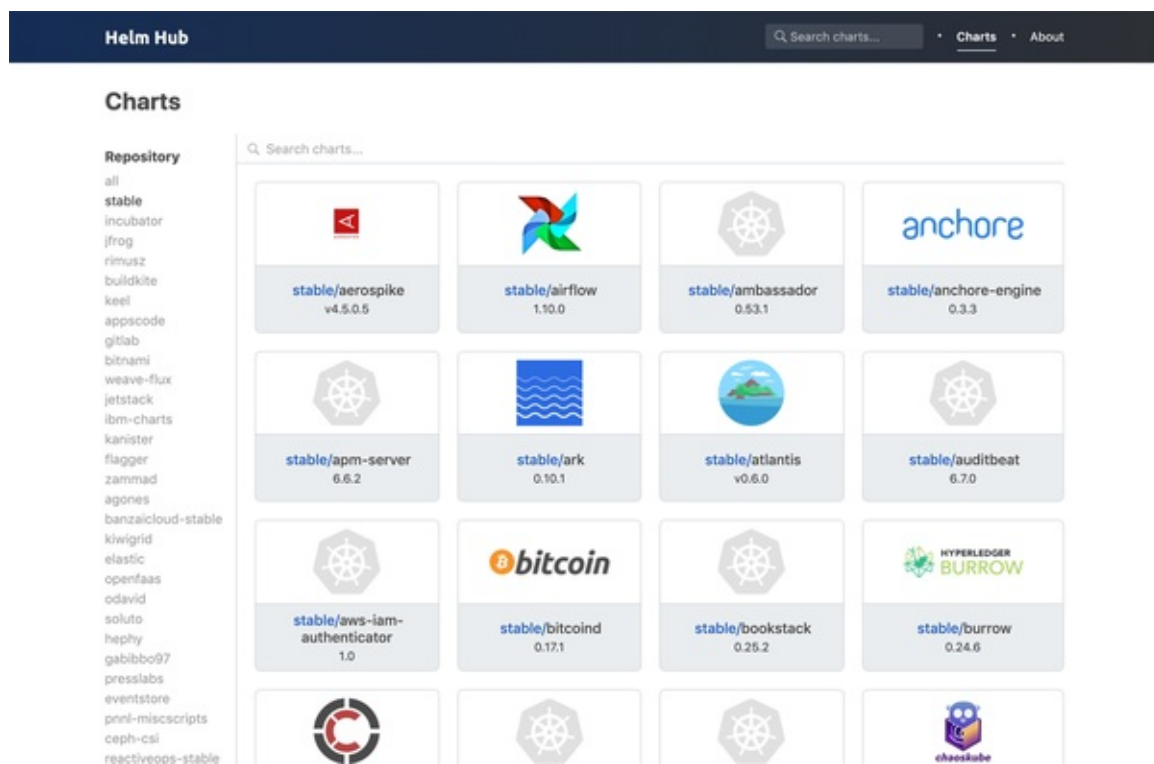 Helm Hub
Search charts...
Charts
About
Charts
Repository
all
stable
incubator
jfrog
rimusz
buildkite
keel
appscode
gitlab
bitnami
weave-flux
jetstack
ibm-charts
kanister
flagger
zammad
agones
banzaicloud-stable
kiwigrid
elastic
openfaas
odavid
soluto
hephy
gabibbo97
presslabs
eventstore
pnnl-miscscripts
ceph-csi
reactiveops-stable
Search charts...
stable/aerospike
v4.5.0.5
stable/airflow
1.10.0
stable/ambassador
0.53.1
anchore
stable/anchore-engine
0.3.3
stable/apm-server
6.6.2
stable/ark
0.10.1
stable/atlantis
v0.6.0
stable/auditbeat
6.7.0
stable/aws-iam-
authenticator
1.0
bitcoin
stable/bitcoind
0.17.1
stable/bookstack
0.25.2
HYPERLEDGER
BURROW
stable/burrow
0.24.6
chaoskube